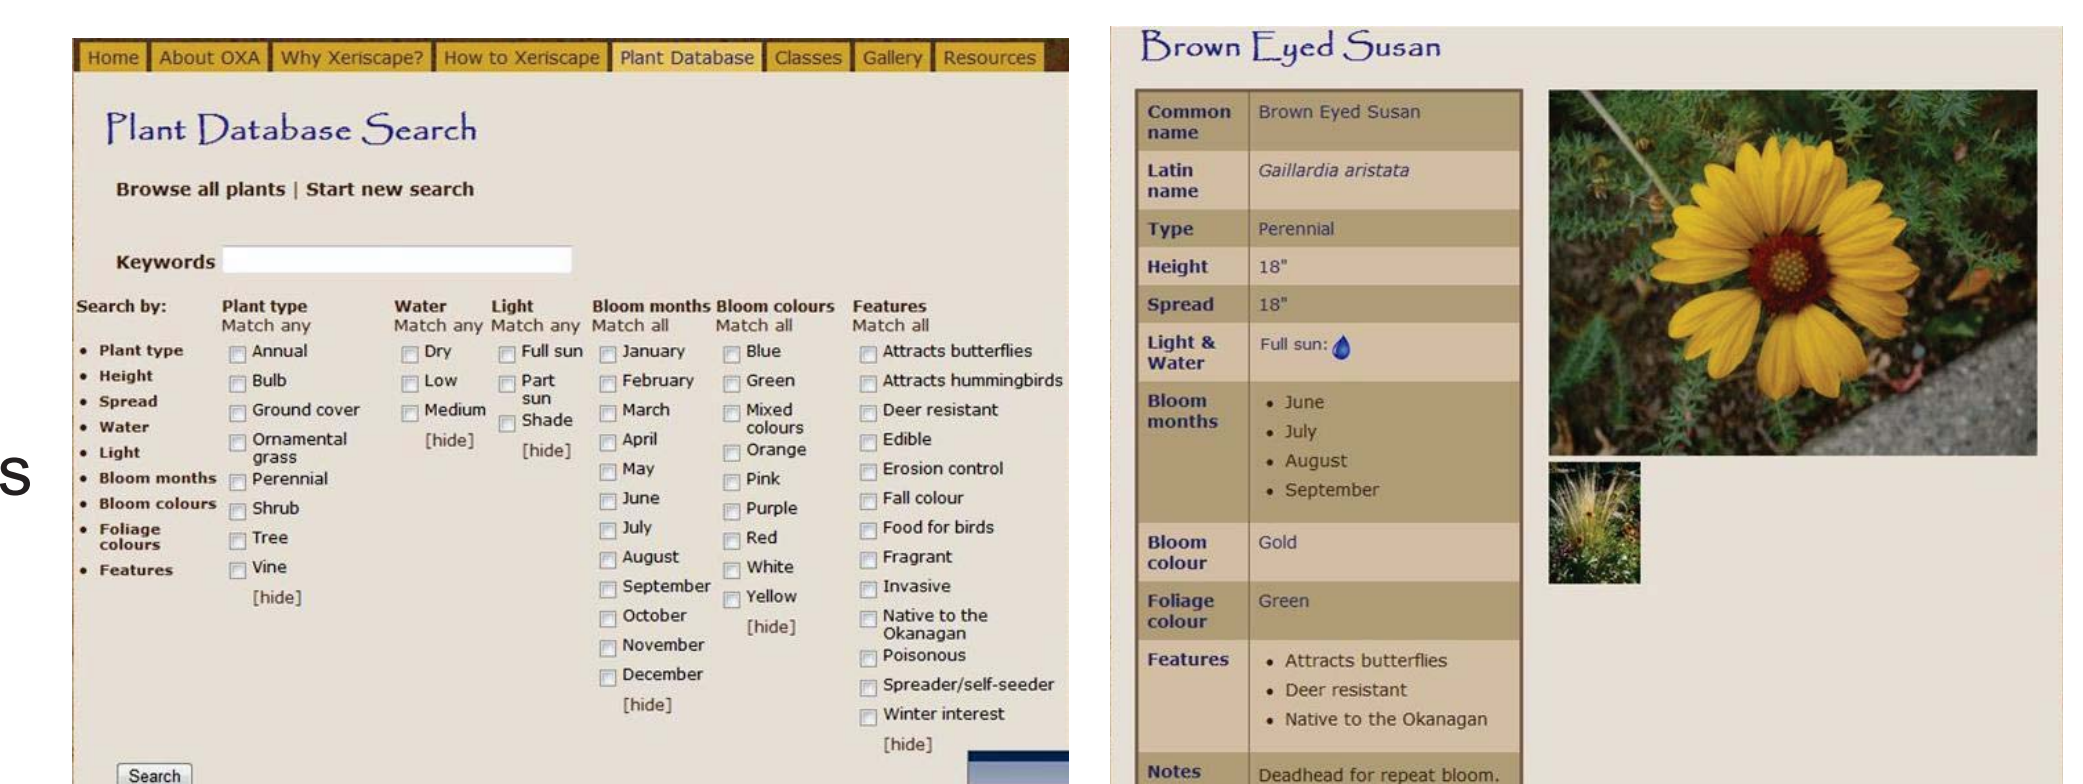 Home About OXA Why Xeriscape? How to Xeriscape Plant Database Classes Gallery Resources
Plant Database Search
Browse all plants | Start new search
Keywords
Search by:
• Plant type
• Height
• Spread
• Water
• Light
• Bloom months
• Bloom colours
• Foliage
colours
• Features
Plant type
Match any
Annual
Bulb
Ground cover
Ornamental
grass
Perennial
Shrub
Tree
Vine
[hide]
Water
Match any
Dry
Low
Medium
[hide]
Light
Match any
Full sun
Part
sun
Shade
[hide]
Bloom months
Match all
January
February
March
April
May
June
July
August
September
October
November
December
[hide]
Bloom colours
Match all
Blue
Green
Mixed
colours
Orange
Pink
Purple
Red
White
Yellow
[hide]
Features
Match all
Attracts butterflies
Attracts hummingbirds
Deer resistant
Edible
Erosion control
Fall colour
Food for birds
Fragrant
Invasive
Native to the
Okanagan
Poisonous
Spreader/self-seeder
Winter interest
[hide]
Search
s
Brown Eyed Susan
Common
name
Brown Eyed Susan
Latin
name
Gaillardia aristata
Type
Perennial
Height
18"
Spread
18"
Light &
Water
Full sun:
Bloom
months
• June
• July
• August
• September
Bloom
colour
Gold
Foliage
colour
Green
Features
• Attracts butterflies
• Deer resistant
• Native to the Okanagan
Notes
Deadhead for repeat bloom.